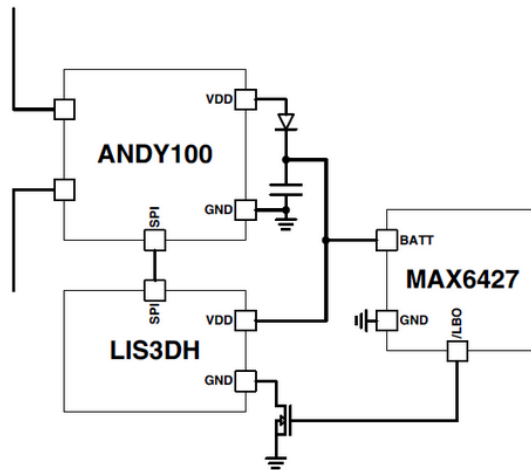 VDD
ANDY100
GND
SPI
SPI
VDD
LIS3DH
GND
BATT
MAX6427
GND
/LBO